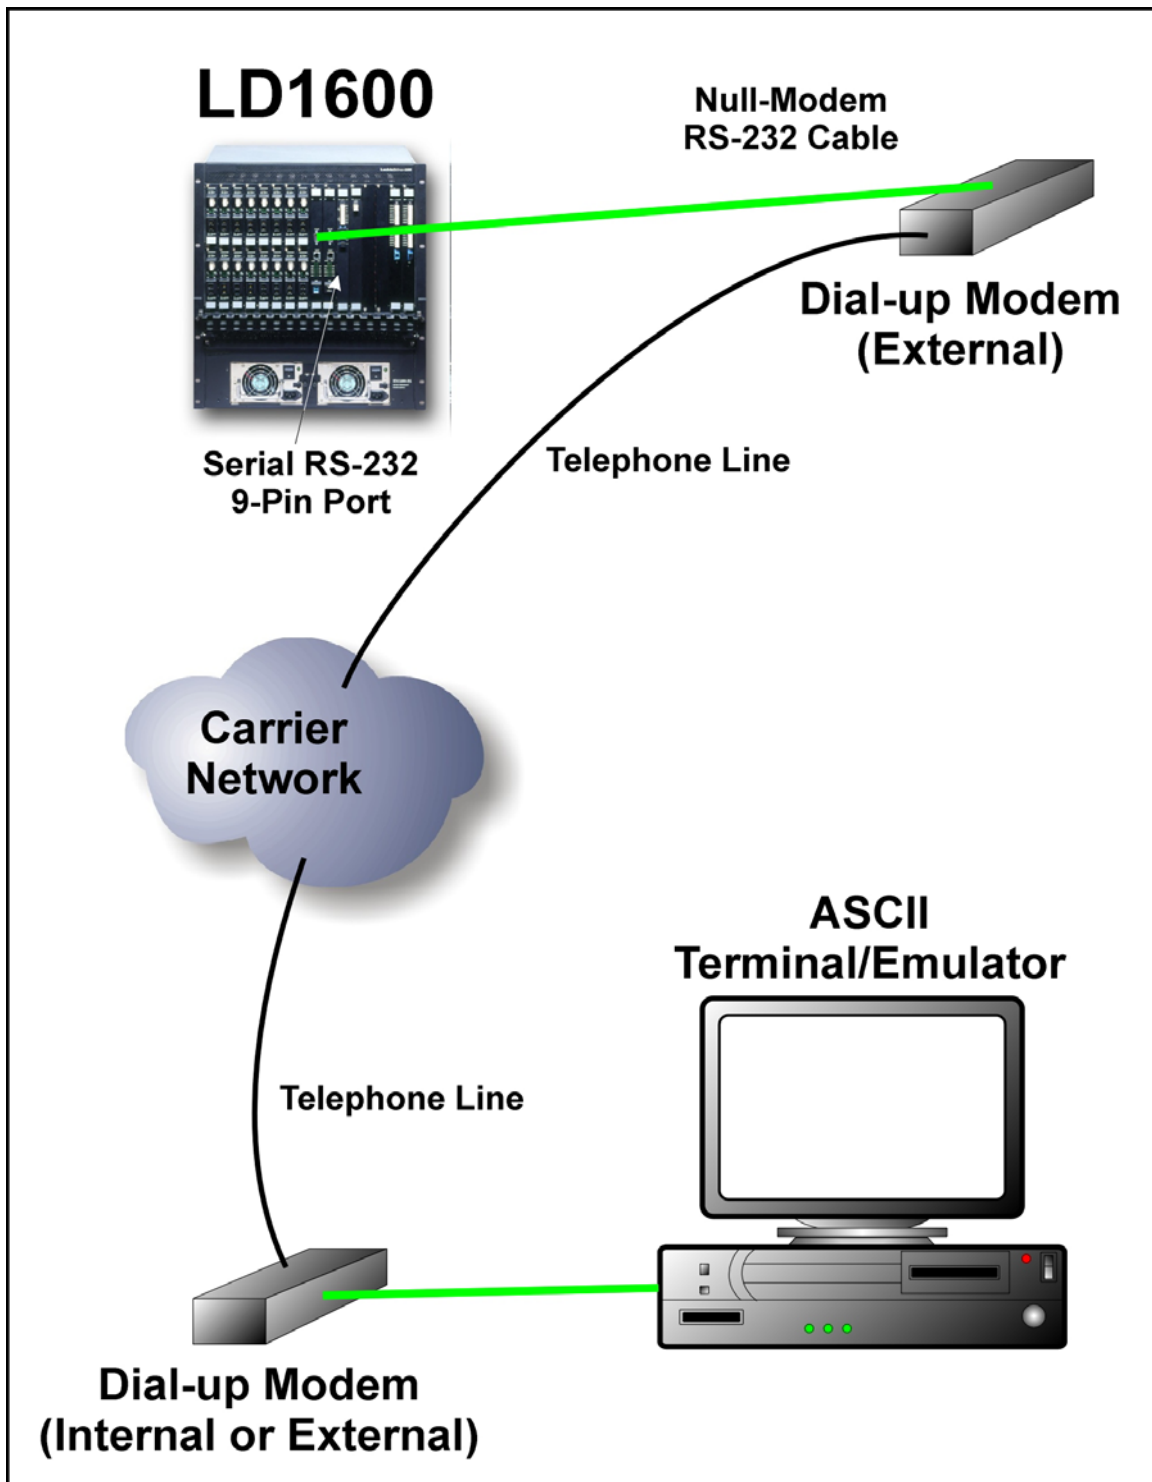 LD1600
Null-Modem
RS-232 Cable
Dial-up Modem
(External)
Serial RS-232
9-Pin Port
Telephone Line
Carrier
Network
ASCII
Terminal/Emulator
Telephone Line
Dial-up Modem
(Internal or External)